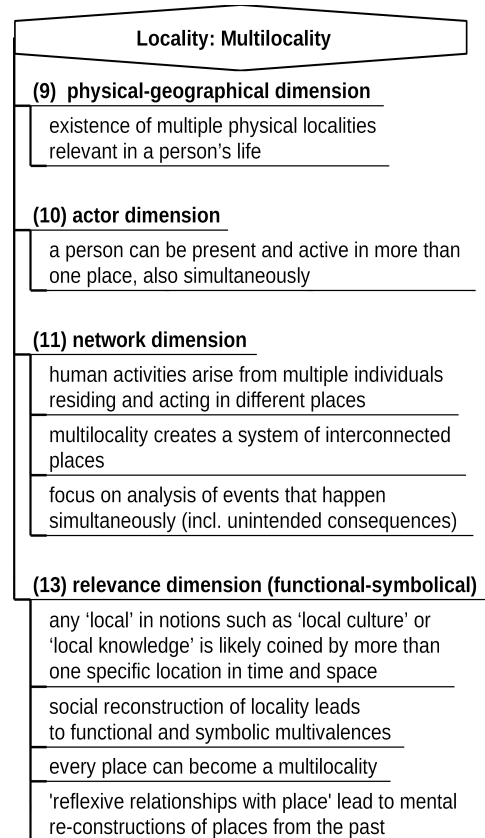 Locality: Multilocality
(9) physical-geographical dimension
existence of multiple physical localities
relevant in a person’s life
(10) actor dimension
a person can be present and active in more than
one place, also simultaneously
(11) network dimension
human activities arise from multiple individuals
residing and acting in different places
multilocality creates a system of interconnected
places
focus on analysis of events that happen
simultaneously (incl. unintended consequences)
(13) relevance dimension (functional-symbolical)
any ‘local’ in notions such as ‘local culture’ or
‘local knowledge’ is likely coined by more than
one specific location in time and space
social reconstruction of locality leads
to functional and symbolic multivalences
every place can become a multilocality
'reflexive relationships with place' lead to mental
re-constructions of places from the past